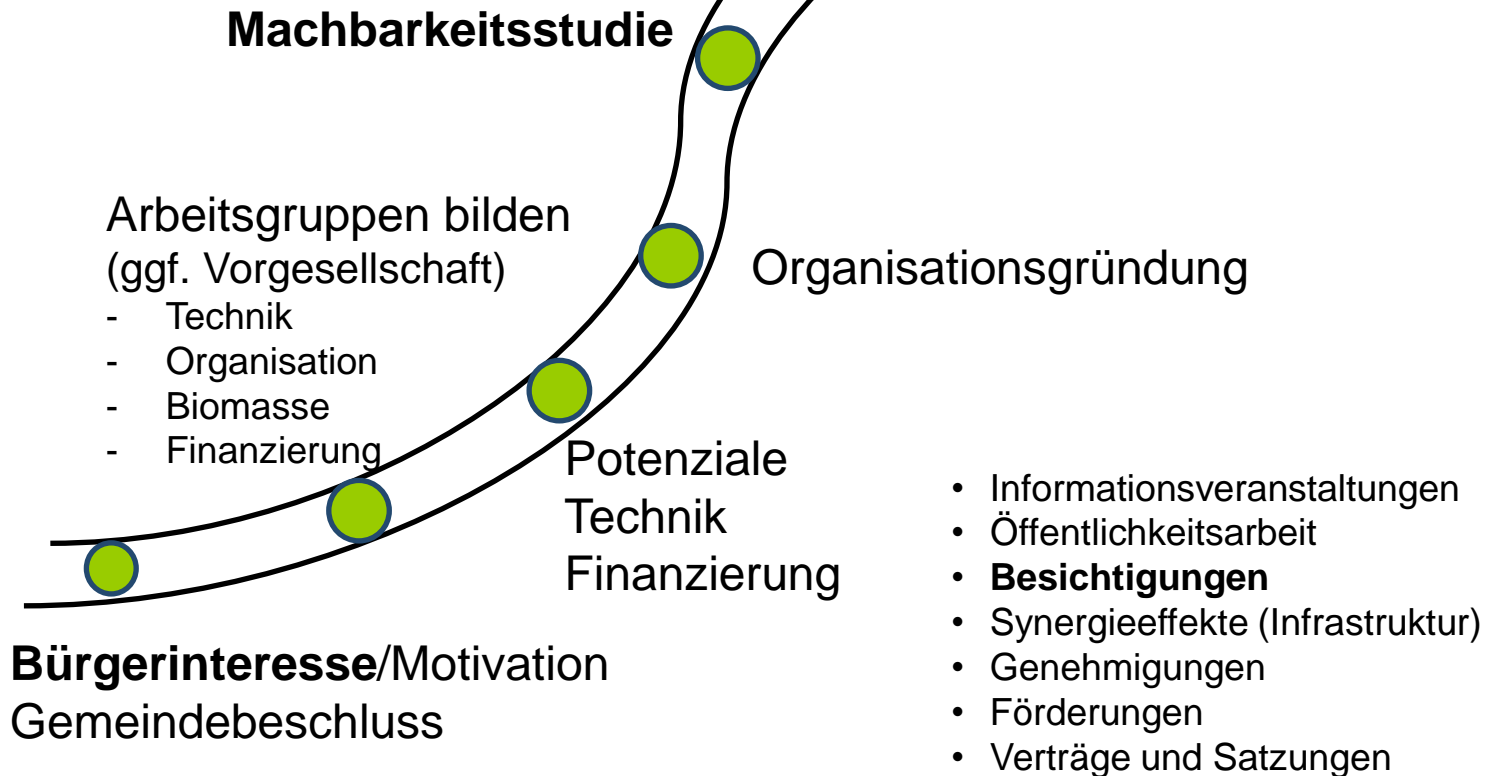 Machbarkeitsstudie
Arbeitsgruppen bilden
(ggf. Vorgesellschaft)
- Technik
- Organisation
- Biomasse
- Finanzierung
Organisationsgründung
Potenziale
Technik
Finanzierung
Bürgerinteresse/Motivation
Gemeindebeschluss
• Informationsveranstaltungen
• Öffentlichkeitsarbeit
• Besichtigungen
• Synergieeffekte (Infrastruktur)
• Genehmigungen
• Förderungen
• Verträge und Satzungen